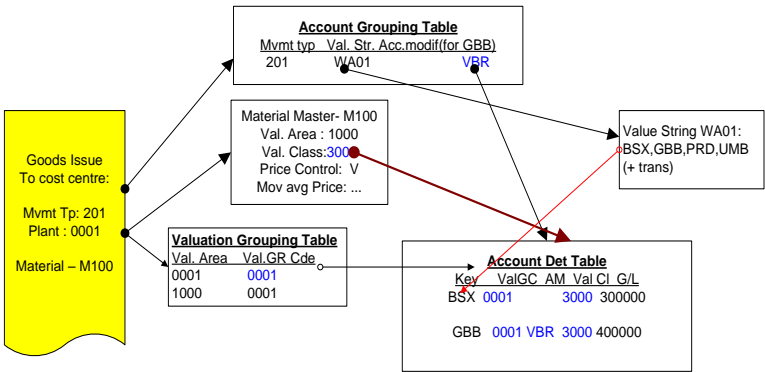 Account Grouping Table
Mvmt typ Val. Str. Acc.modif(for GBB)
201 WA01 VBR
Goods Issue
To cost centre:
Mvmt Tp: 201
Plant : 0001
Material – M100
Material Master- M100
Val. Area : 1000
Val. Class:300
Price Control: V
Mov avg Price: ...
Value String WA01:
BSX,GBB,PRD,UMB
(+ trans)
Valuation Grouping Table
Val. Area Val.GR Cde
0001 0001
1000 0001
Account Det Table
Key ValGC AM Val Cl G/L
BSX 0001 3000 300000
GBB 0001 VBR 3000 400000